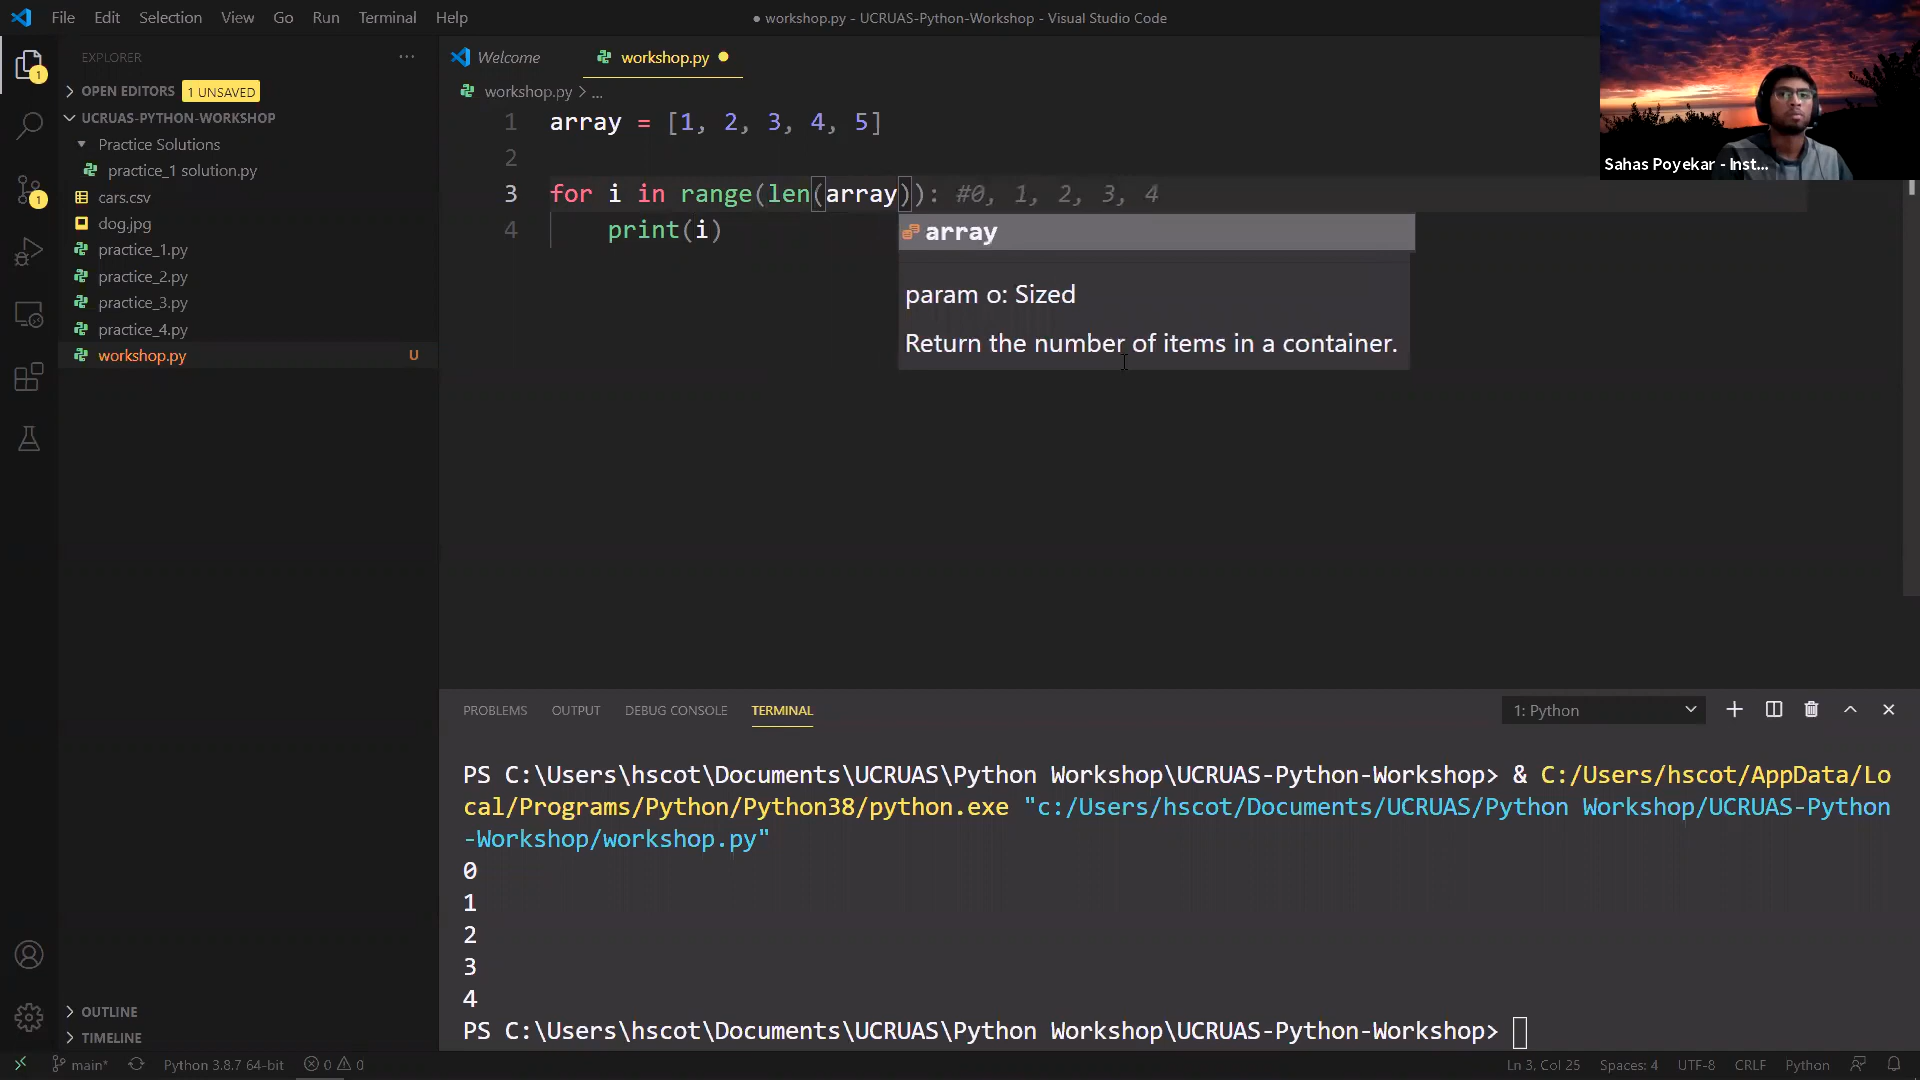 File Edit Selection View Go Run Terminal Help
● workshop.py - UCRUAS-Python-Workshop - Visual Studio Code
EXPLORER
OPEN EDITORS 1 UNSAVED
UCRUAS-PYTHON-WORKSHOP
Practice Solutions
practice_1 solution.py
cars.csv
dog.jpg
practice_1.py
practice_2.py
practice_3.py
practice_4.py
workshop.py U
OUTLINE
TIMELINE
1
1
Welcome
workshop.py
workshop.py > ...
1 array = [1, 2, 3, 4, 5]
2
3 for i in range(len(array)): #0, 1, 2, 3, 4
4 print(i)
array
param o: Sized
Return the number of items in a container.
Sahas Poyekar - Inst...
PROBLEMS OUTPUT DEBUG CONSOLE TERMINAL
1: Python
PS C:\Users\hscot\Documents\UCRUAS\Python Workshop\UCRUAS-Python-Workshop> & C:/Users/hscot/AppData/Lo
cal/Programs/Python/Python38/python.exe "c:/Users/hscot/Documents/UCRUAS/Python Workshop/UCRUAS-Python
-Workshop/workshop.py"
0
1
2
3
4
PS C:\Users\hscot\Documents\UCRUAS\Python Workshop\UCRUAS-Python-Workshop>
main* Python 3.8.7 64-bit 0 0
Ln 3, Col 25 Spaces: 4 UTF-8 CRLF Python